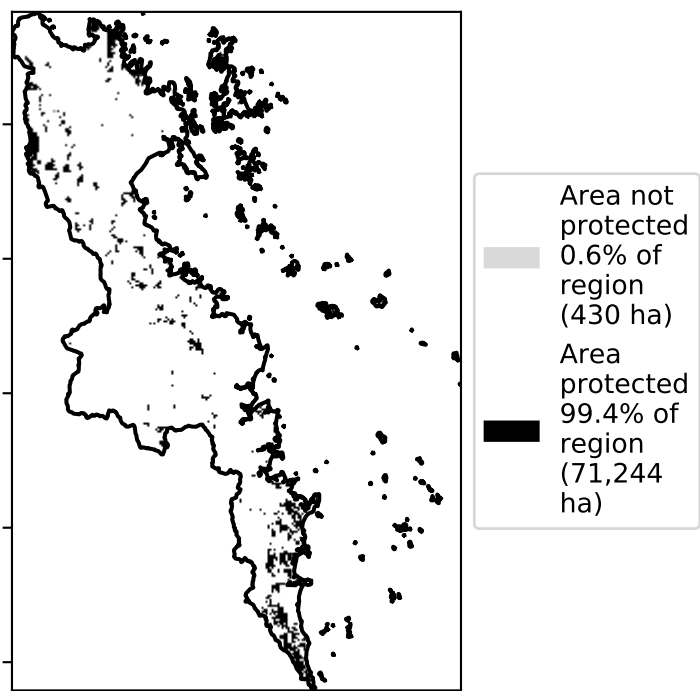 Area not
protected
0.6% of
region
(430 ha)
Area
protected
99.4% of
region
(71,244
ha)